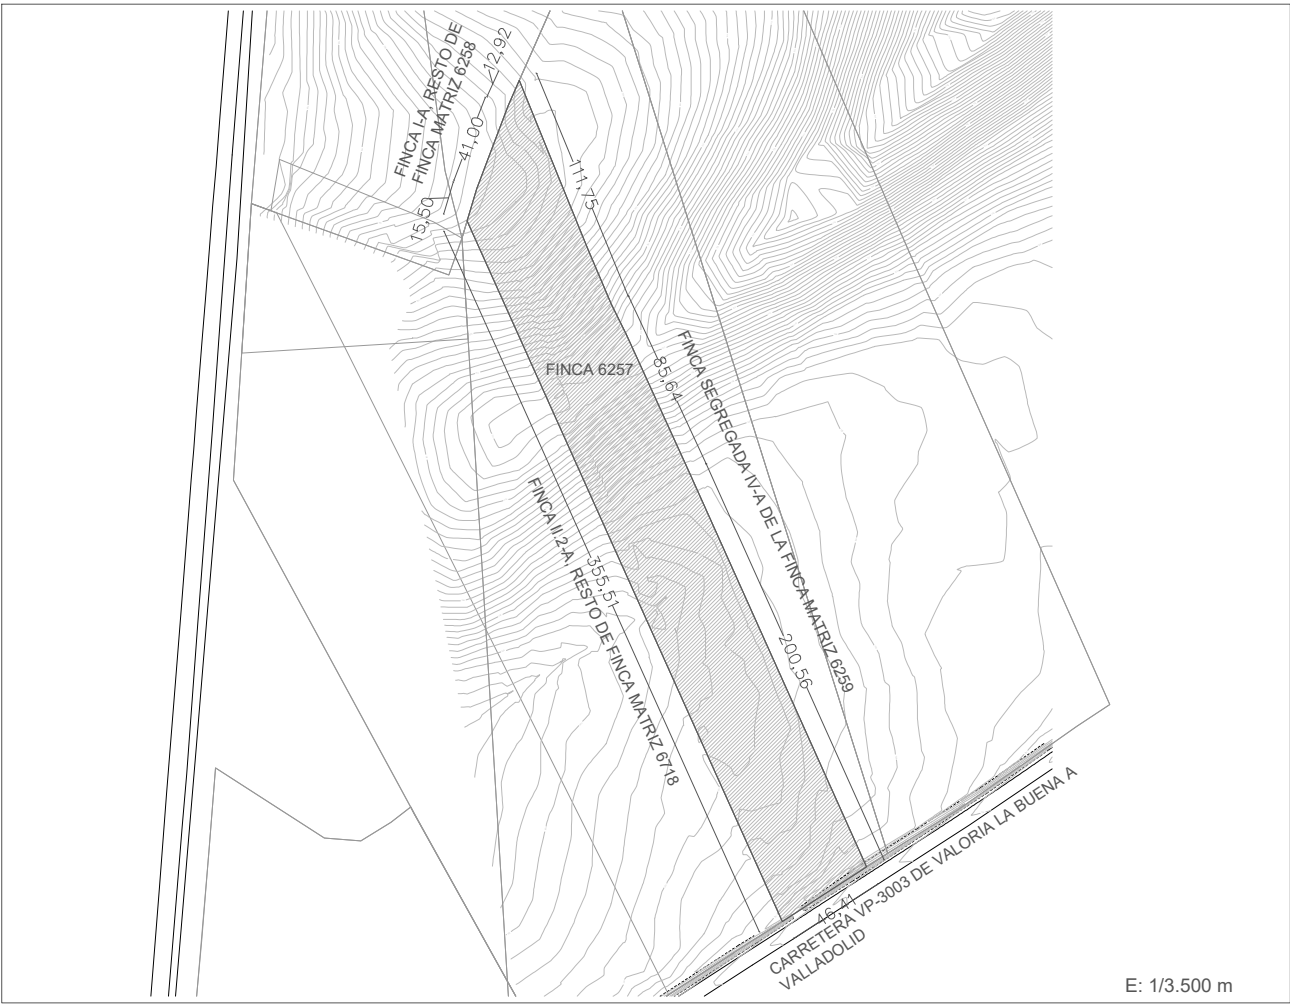 FINCA I-A, RESTO DE
FINCA MATRIZ 6258
12,92
41,00
15,50
111,75
FINCA 6257
85,64
FINCA SEGREGADA IV-A DE LA FINCA MATRIZ 6259
FINCA II.2-A, RESTO DE FINCA MATRIZ 6718
355,51
200,56
46,41
CARRETERA VP-3003 DE VALORIA LA BUENA A
VALLADOLID
E: 1/3.500 m